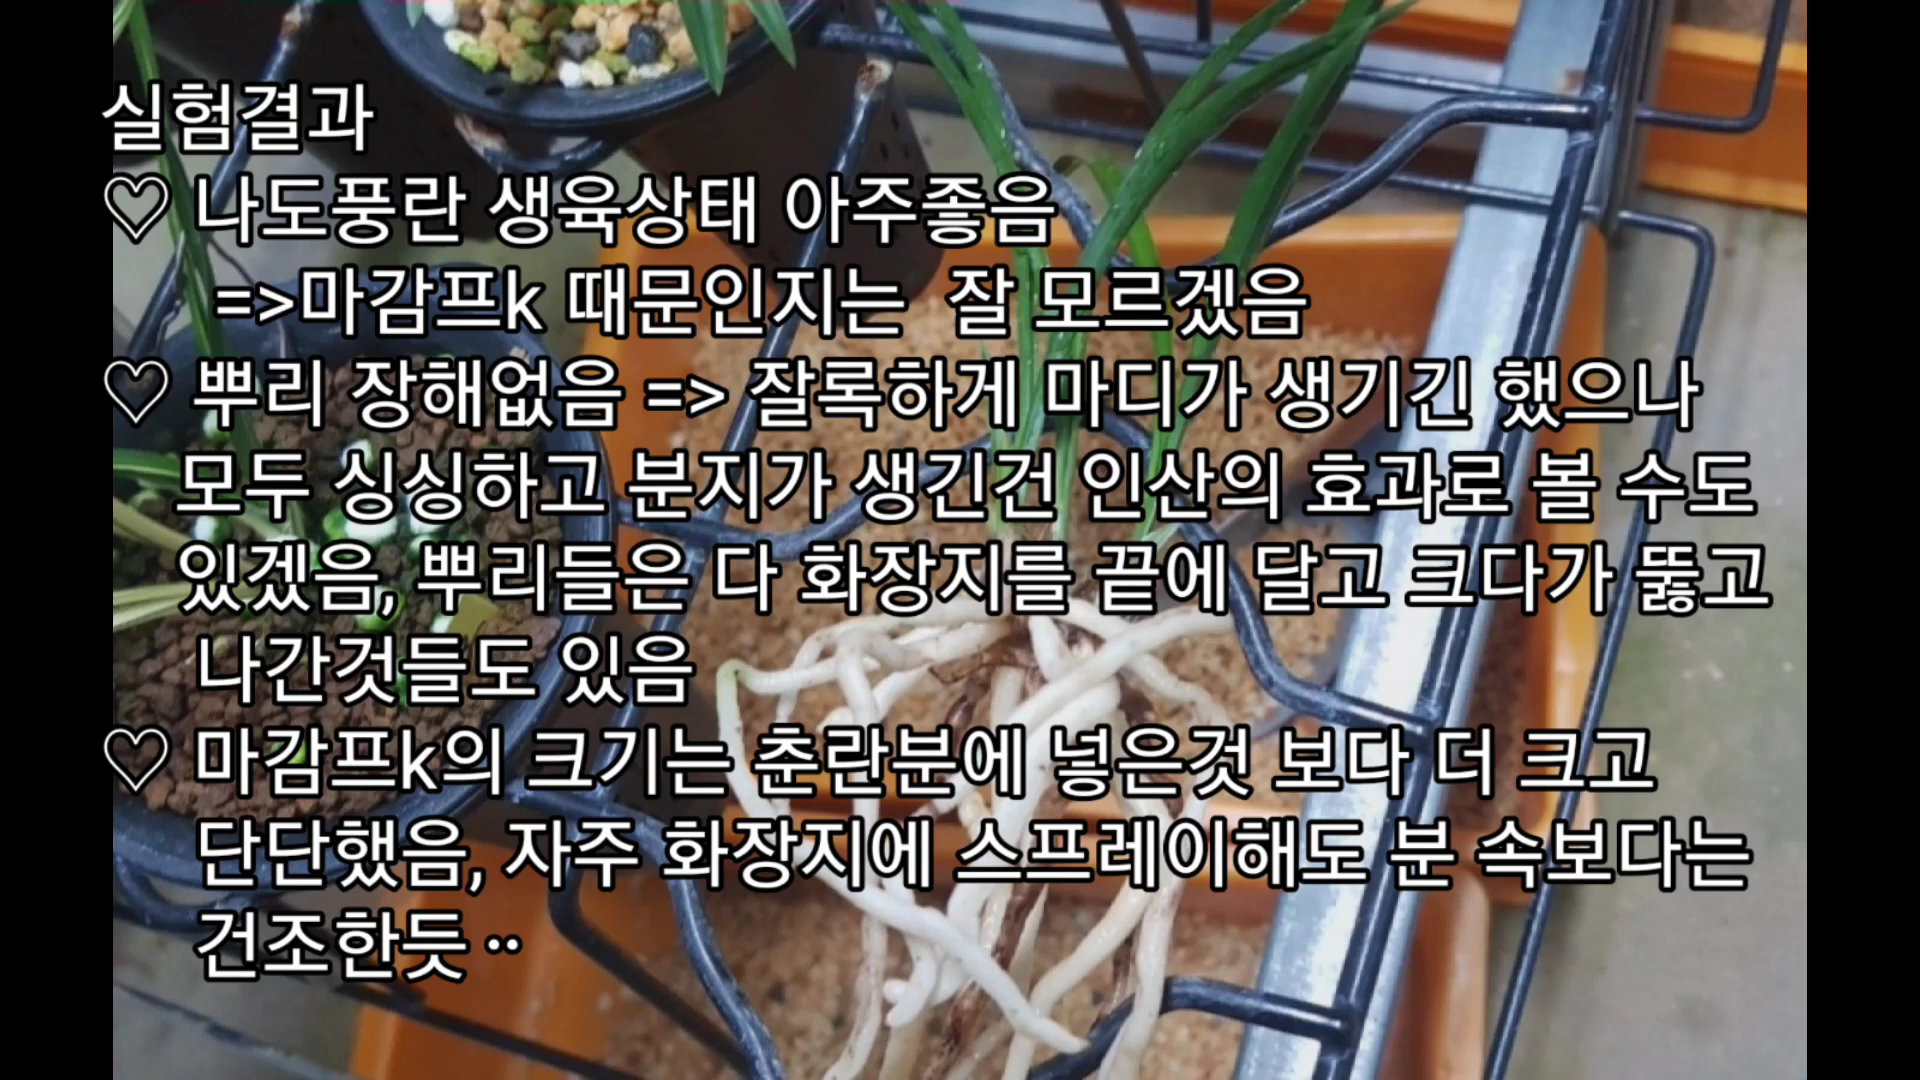 실험결과
♡ 나도풍란 생육상태 아주좋음
=>마감프k 때문인지는 잘 모르겠음
♡ 뿌리 장해없음 => 잘록하게 마디가 생기긴 했으나
모두 싱싱하고 분지가 생긴건 인산의 효과로 볼 수도
있겠음, 뿌리들은 다 화장지를 끝에 달고 크다가 뚫고
나간것들도 있음
♡ 마감프k의 크기는 춘란분에 넣은것 보다 더 크고
단단했음, 자주 화장지에 스프레이해도 분 속보다는
건조한듯 ··